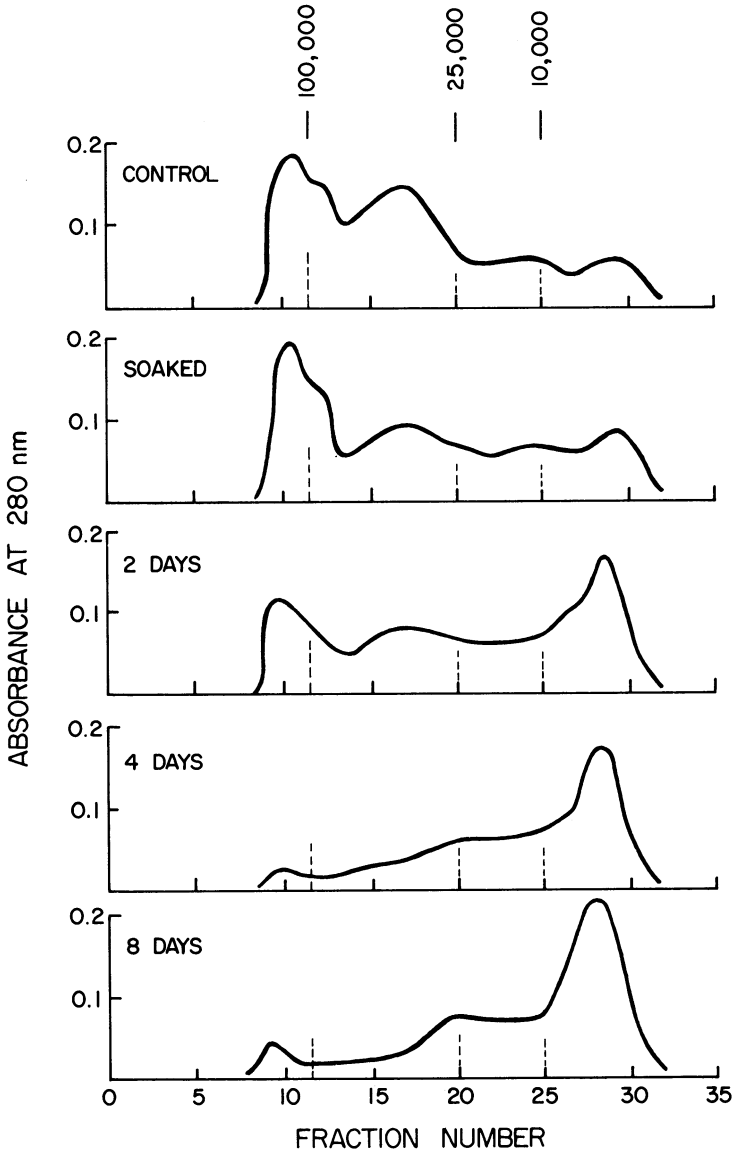 100,000
25,000
10,000
0.2
CONTROL
0.1
0.2
SOAKED
0.1
0.2
2 DAYS
0.1
0.2
4 DAYS
0.1
0.2
8 DAYS
0.1
0 5 10 15 20 25 30 35
FRACTION NUMBER
ABSORBANCE AT 280 nm